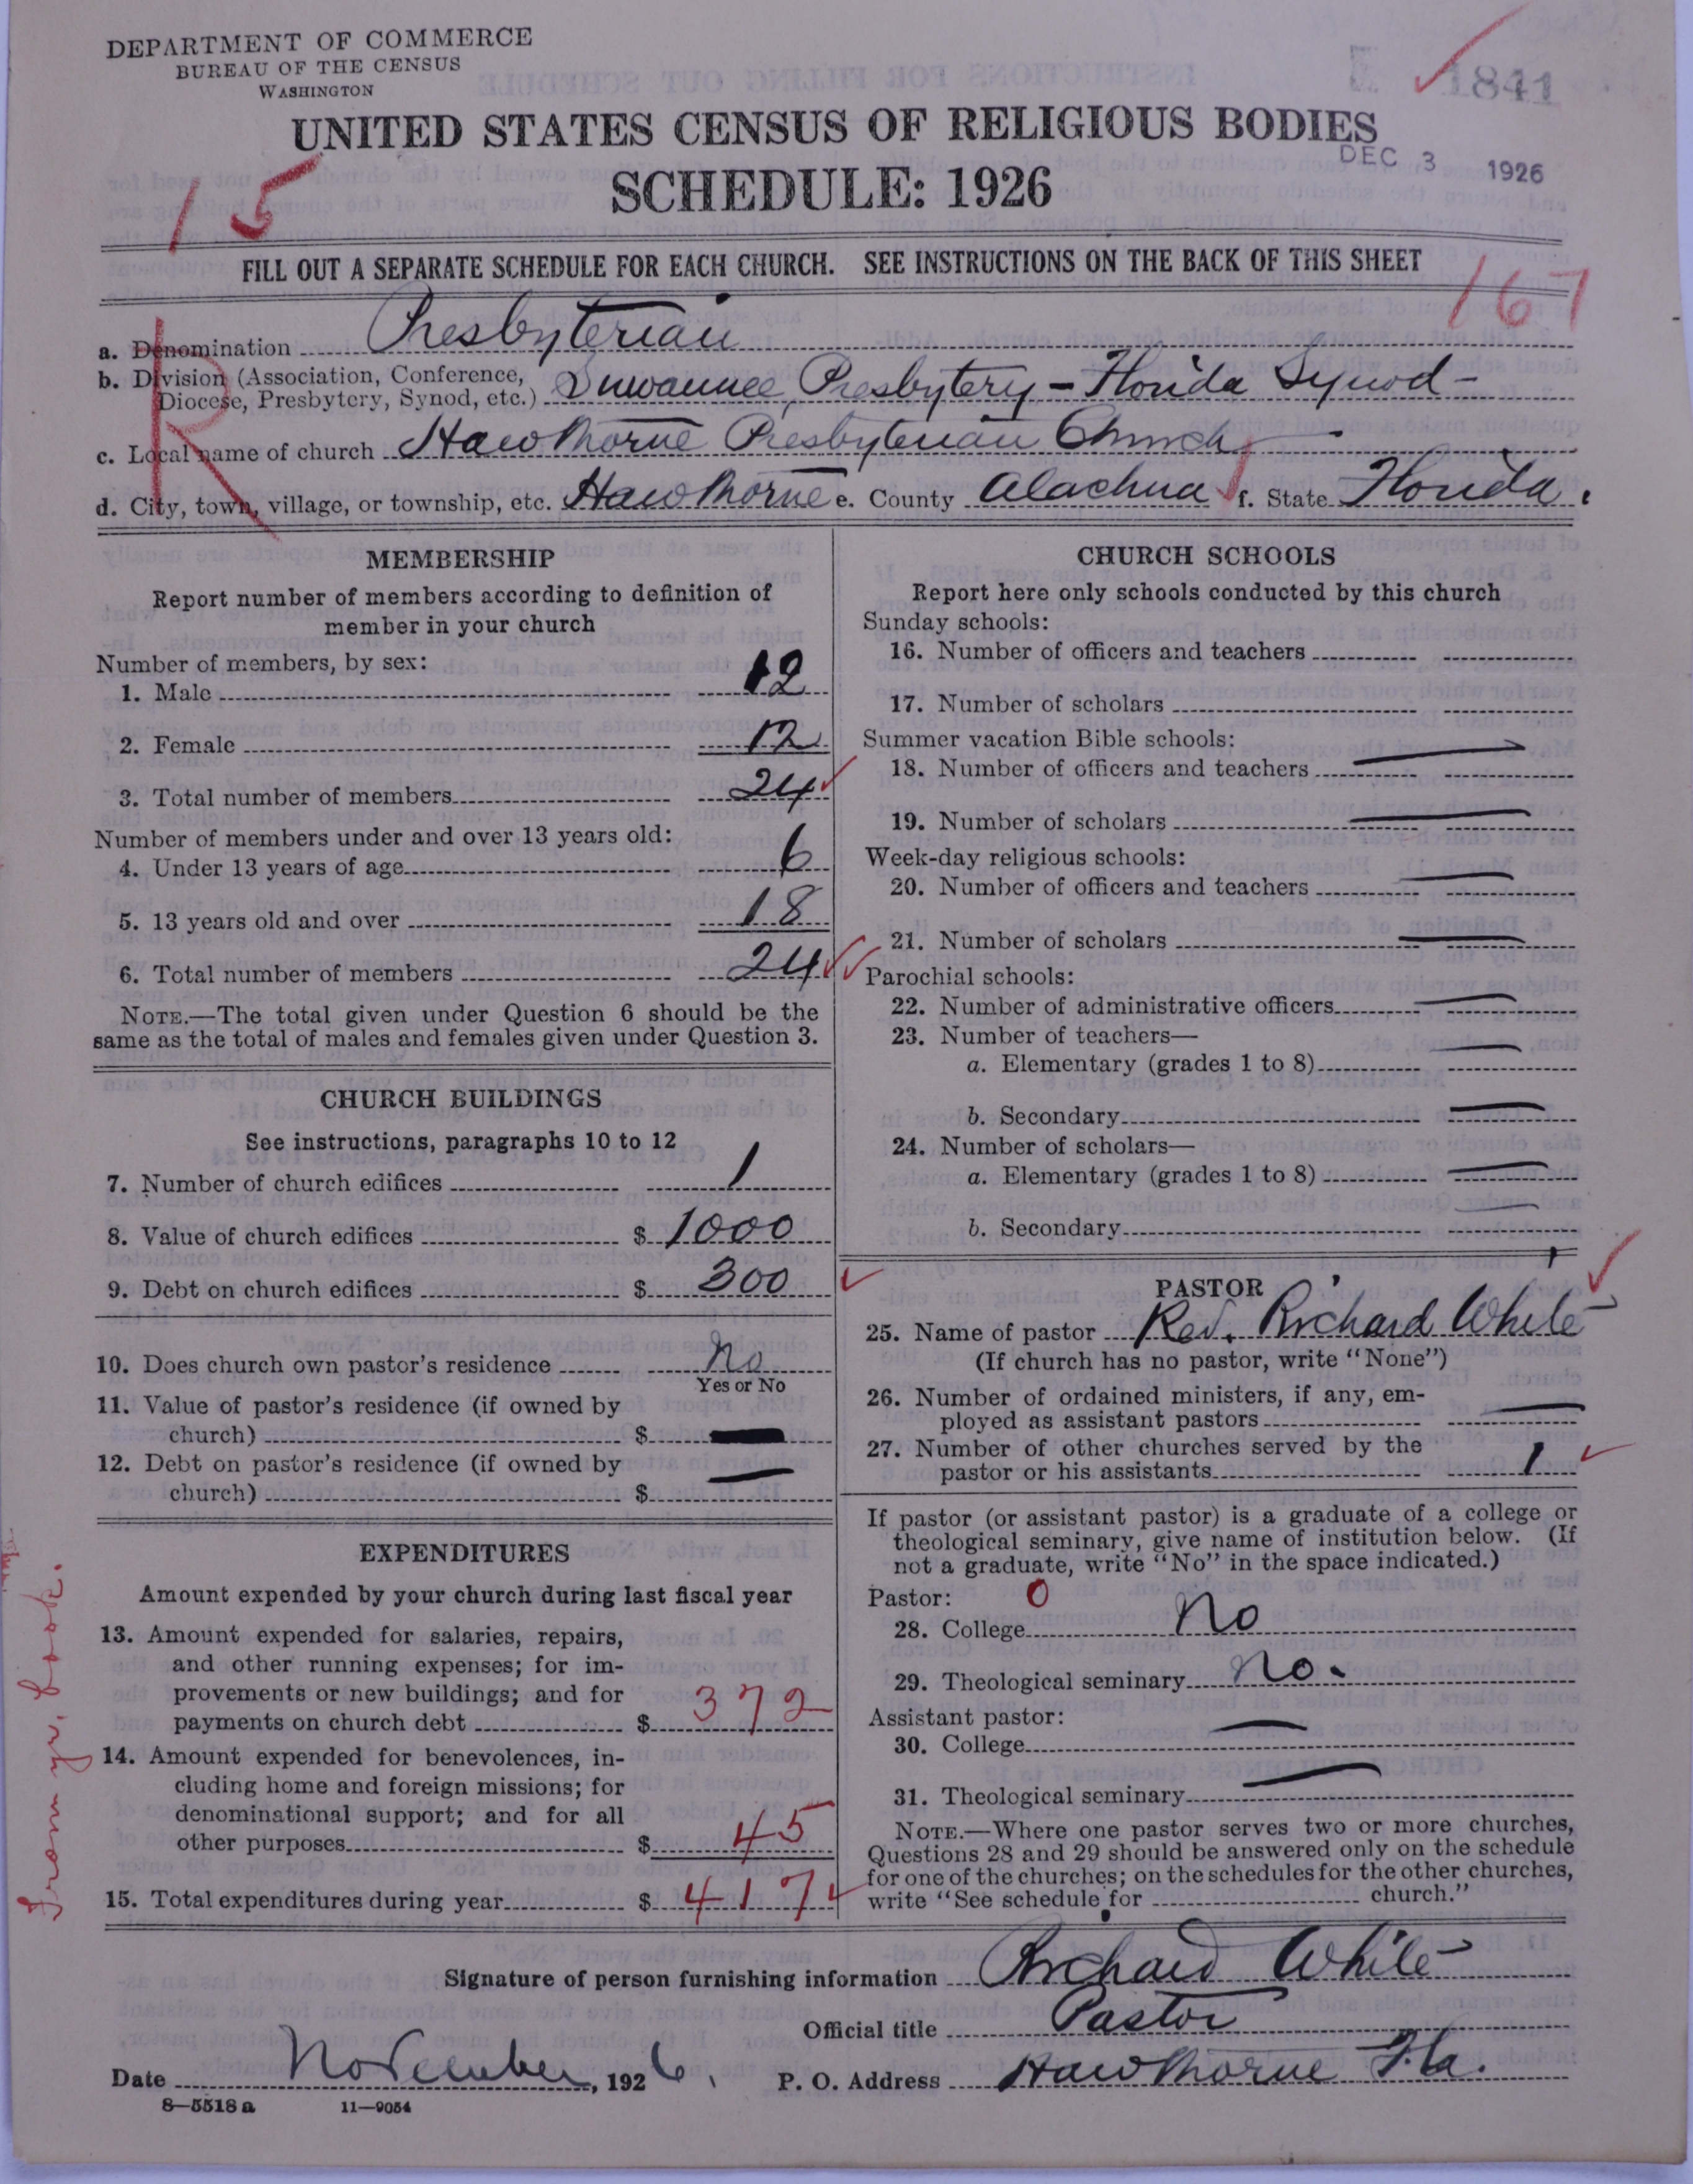 DEPARTMENT OF COMMERCE
BUREAU OF THE CENSUS
WASHINGTON
1841
UNITED STATES CENSUS OF RELIGIOUS BODIES
SCHEDULE: 1926
DEC 3 1926
15
FILL OUT A SEPARATE SCHEDULE FOR EACH CHURCH. SEE INSTRUCTIONS ON THE BACK OF THIS SHEET
167
R
a. Denomination Presbyterian
b. Division (Association, Conference, Diocese, Presbytery, Synod, etc.) Suwannee, Presbytery - Florida Synod -
c. Local name of church Hawthorne Presbyterian Church
d. City, town, village, or township, etc. Hawthorne e. County Alachua f. State Florida.
MEMBERSHIP
Report number of members according to definition of
member in your church
Number of members, by sex:
1. Male 12
2. Female 12
3. Total number of members 24
Number of members under and over 13 years old:
4. Under 13 years of age 6
5. 13 years old and over 18
6. Total number of members 24
NOTE.—The total given under Question 6 should be the
same as the total of males and females given under Question 3.
CHURCH BUILDINGS
See instructions, paragraphs 10 to 12
7. Number of church edifices 1
8. Value of church edifices $ 1000
9. Debt on church edifices $ 300
10. Does church own pastor's residence No
Yes or No
11. Value of pastor's residence (if owned by
church) $ —
12. Debt on pastor's residence (if owned by
church) $ —
EXPENDITURES
Amount expended by your church during last fiscal year
13. Amount expended for salaries, repairs,
and other running expenses; for im-
provements or new buildings; and for
payments on church debt $ 372
14. Amount expended for benevolences, in-
cluding home and foreign missions; for
denominational support; and for all
other purposes $ 45
15. Total expenditures during year $ 417
From yr. book.
CHURCH SCHOOLS
Report here only schools conducted by this church
Sunday schools:
16. Number of officers and teachers
17. Number of scholars
Summer vacation Bible schools:
18. Number of officers and teachers —
19. Number of scholars —
Week-day religious schools:
20. Number of officers and teachers —
21. Number of scholars —
Parochial schools:
22. Number of administrative officers —
23. Number of teachers—
a. Elementary (grades 1 to 8) —
b. Secondary —
24. Number of scholars—
a. Elementary (grades 1 to 8) —
b. Secondary —
PASTOR
25. Name of pastor Rev. Richard White
(If church has no pastor, write "None")
26. Number of ordained ministers, if any, em-
ployed as assistant pastors —
27. Number of other churches served by the
pastor or his assistants 1
If pastor (or assistant pastor) is a graduate of a college or
theological seminary, give name of institution below. (If
not a graduate, write "No" in the space indicated.)
Pastor: 0
28. College No
29. Theological seminary No.
Assistant pastor:
30. College —
31. Theological seminary —
NOTE.—Where one pastor serves two or more churches,
Questions 28 and 29 should be answered only on the schedule
for one of the churches; on the schedules for the other churches,
write "See schedule for church."
Signature of person furnishing information Richard White
Official title Pastor
Date November, 1926. P. O. Address Hawthorne Fla.
8—5518 a 11—9054